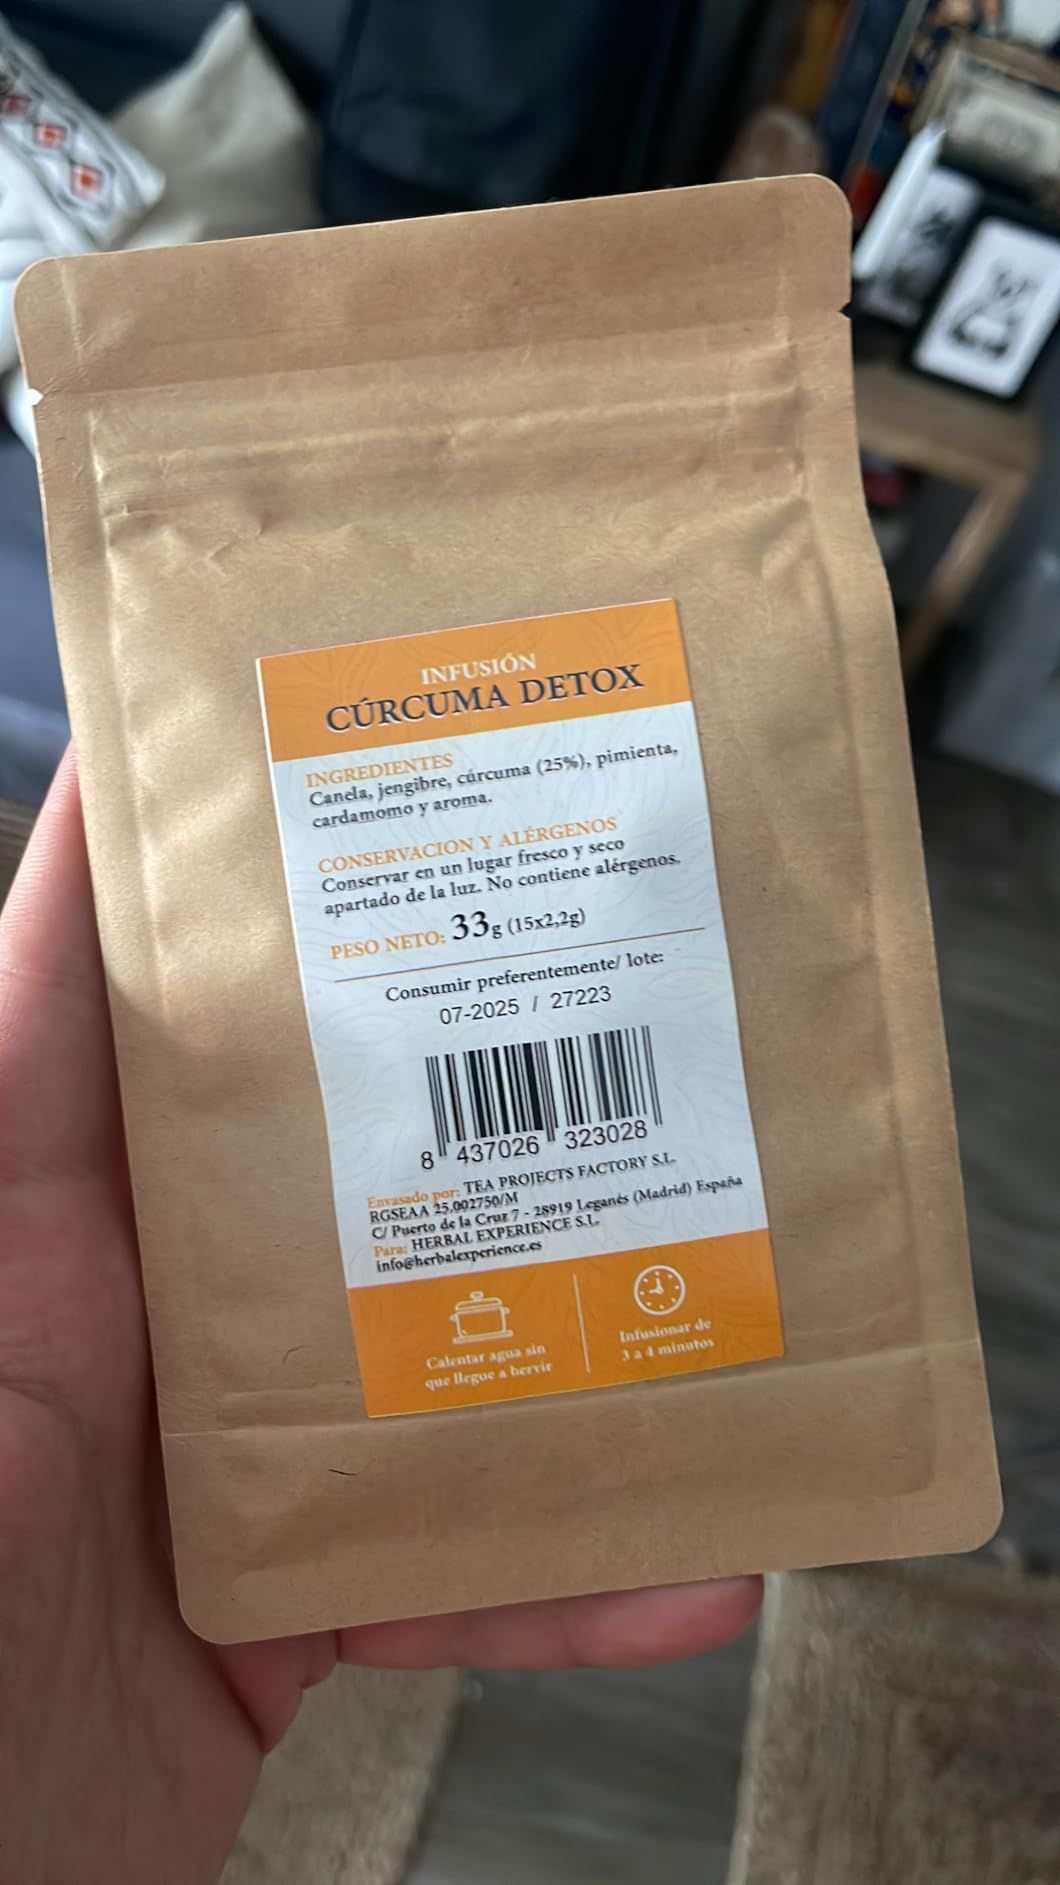 INFUSIÓN
CÚRCUMA DETOX
INGREDIENTES
Canela, jengibre, cúrcuma (25%), pimienta,
cardamomo y aroma.
CONSERVACION Y ALÉRGENOS
Conservar en un lugar fresco y seco
apartado de la luz. No contiene alérgenos.
PESO NETO: 33g (15x2,2g)
Consumir preferentemente/ lote:
07-2025 / 27223
8 437026 323028
Envasado por: TEA PROJECTS FACTORY S.L.
RGSEAA 25.002750/M
C/ Puerto de la Cruz 7 - 28919 Leganés (Madrid) España
Para: HERBAL EXPERIENCE S.L.
info@herbalexperience.es
Calentar agua sin
que llegue a hervir
Infusionar de
3 a 4 minutos